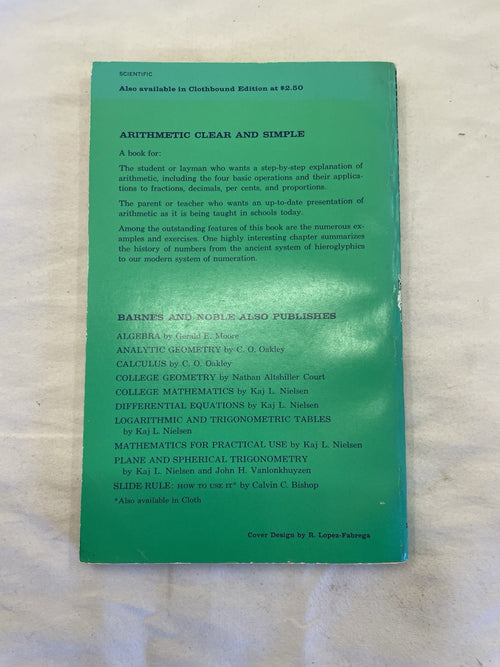 SCIENTIFIC
Also available in Clothbound Edition at $2.50
ARITHMETIC CLEAR AND SIMPLE
A book for:
The student or layman who wants a step-by-step explanation of
arithmetic, including the four basic operations and their applica-
tions to fractions, decimals, per cents, and proportions.
The parent or teacher who wants an up-to-date presentation of
arithmetic as it is being taught in schools today.
Among the outstanding features of this book are the numerous ex-
amples and exercises. One highly interesting chapter summarizes
the history of numbers from the ancient system of hieroglyphics
to our modern system of numeration.
BARNES AND NOBLE ALSO PUBLISHES
ALGEBRA by Gerald E. Moore
ANALYTIC GEOMETRY by C. O. Oakley
CALCULUS by C. O. Oakley
COLLEGE GEOMETRY by Nathan Altshiller Court
COLLEGE MATHEMATICS by Kaj L. Nielsen
DIFFERENTIAL EQUATIONS by Kaj L. Nielsen
LOGARITHMIC AND TRIGONOMETRIC TABLES
by Kaj L. Nielsen
MATHEMATICS FOR PRACTICAL USE by Kaj L. Nielsen
PLANE AND SPHERICAL TRIGONOMETRY
by Kaj L. Nielsen and John H. Vanlonkhuyzen
SLIDE RULE: HOW TO USE IT* by Calvin C. Bishop
*Also available in Cloth
Cover Design by R. Lopez-Fabrega